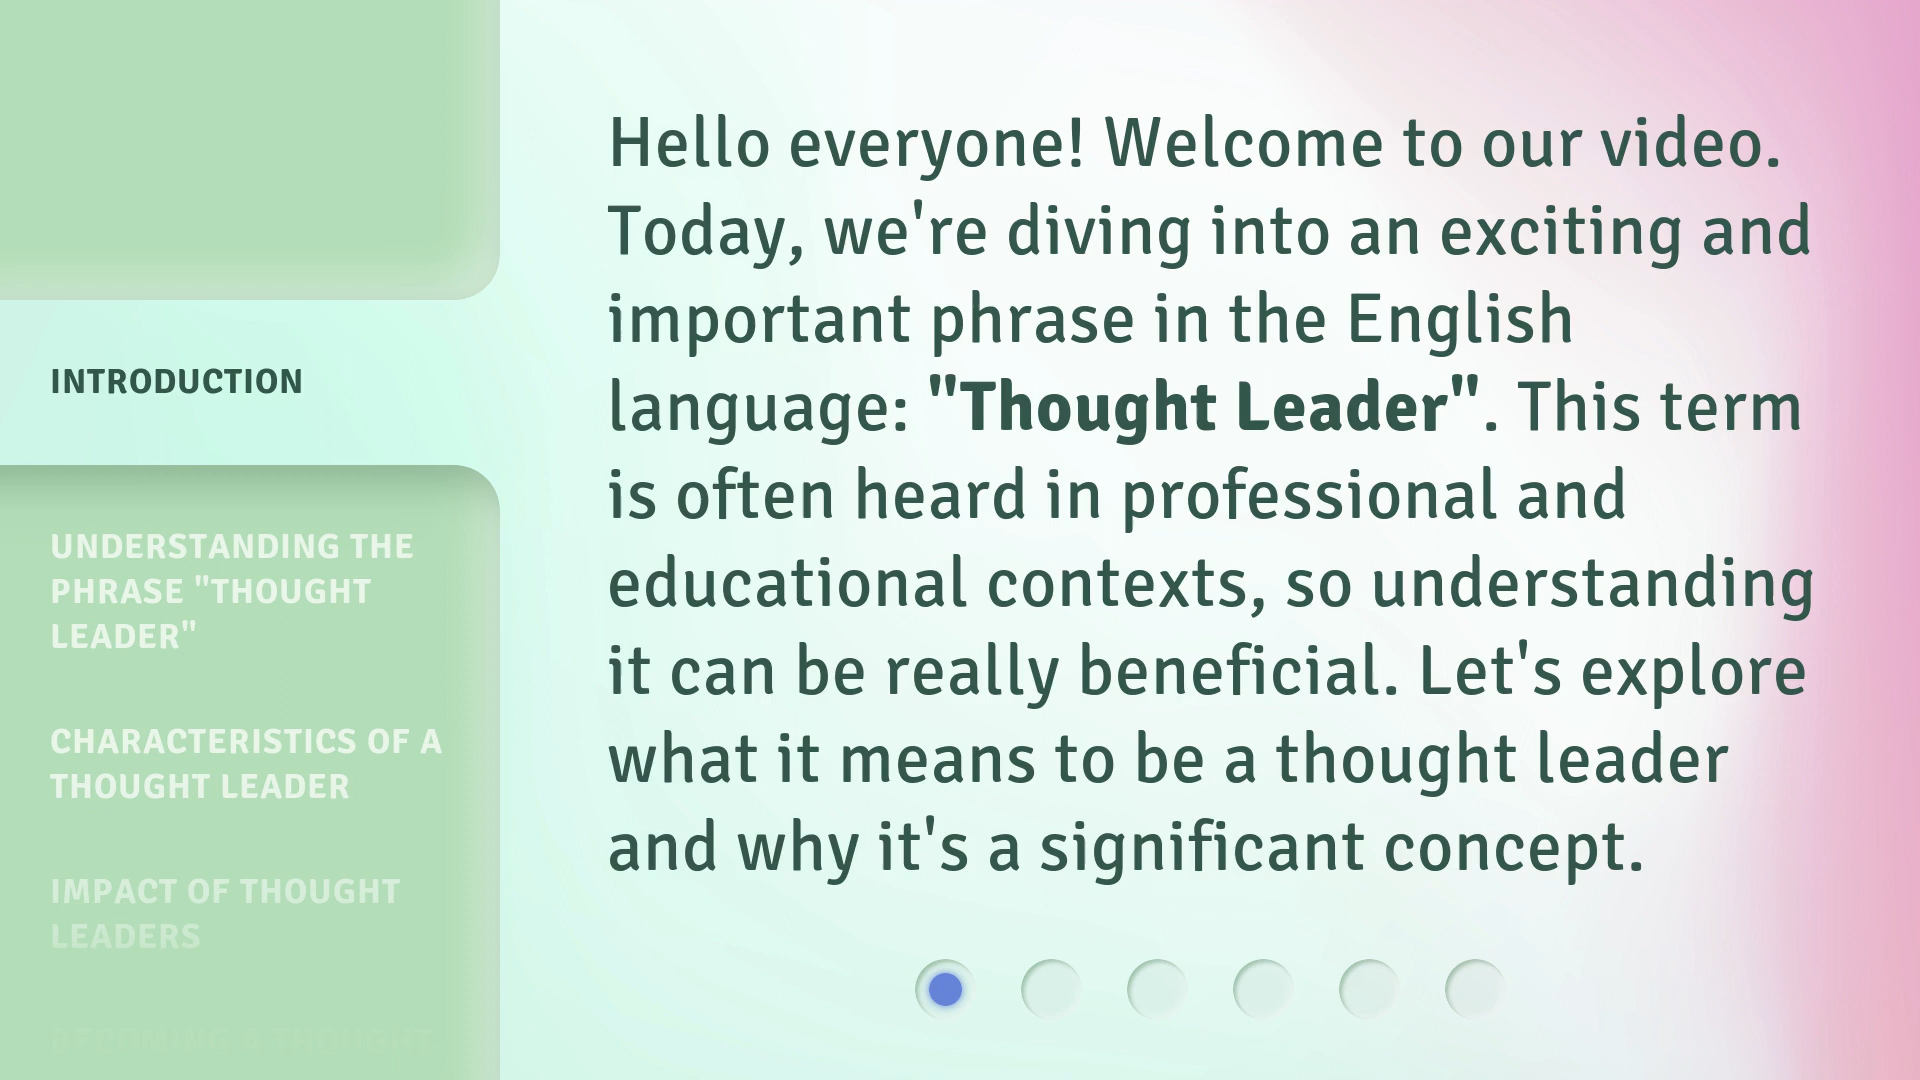 INTRODUCTION
UNDERSTANDING THE
PHRASE "THOUGHT
LEADER"
CHARACTERISTICS OF A
THOUGHT LEADER
IMPACT OF THOUGHT
LEADERS
BECOMING A THOUGHT
Hello everyone! Welcome to our video.
Today, we're diving into an exciting and
important phrase in the English
language: "Thought Leader". This term
is often heard in professional and
educational contexts, so understanding
it can be really beneficial. Let's explore
what it means to be a thought leader
and why it's a significant concept.